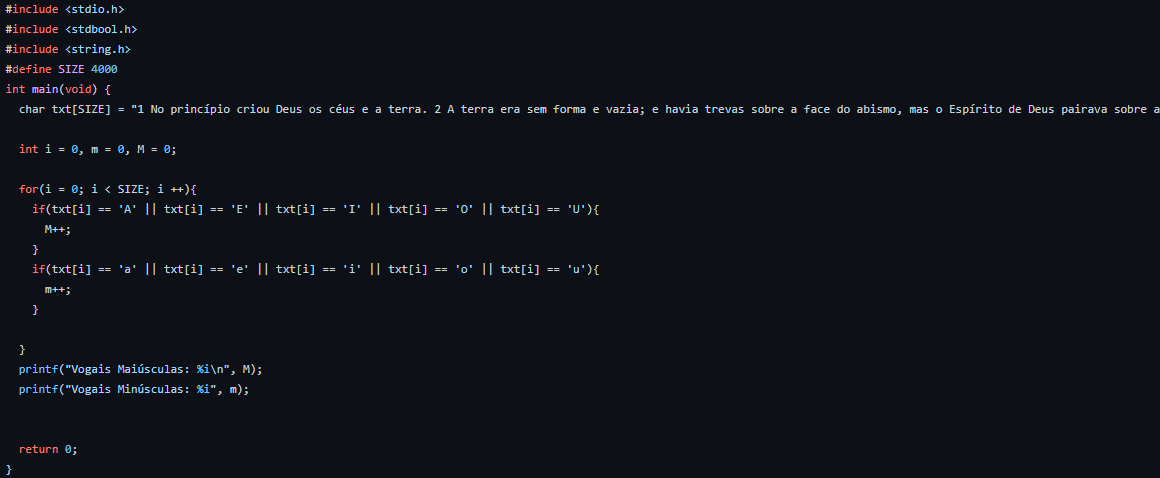 #include <stdio.h>
#include <stdbool.h>
#include <string.h>
#define SIZE 4000
int main(void) {
  char txt[SIZE] = "1 No princípio criou Deus os céus e a terra. 2 A terra era sem forma e vazia; e havia trevas sobre a face do abismo, mas o Espírito de Deus pairava sobre a
  int i = 0, m = 0, M = 0;
  for(i = 0; i < SIZE; i ++){
    if(txt[i] == 'A' || txt[i] == 'E' || txt[i] == 'I' || txt[i] == 'O' || txt[i] == 'U'){
      M++;
    }
    if(txt[i] == 'a' || txt[i] == 'e' || txt[i] == 'i' || txt[i] == 'o' || txt[i] == 'u'){
      m++;
    }
  }
  printf("Vogais Maiúsculas: %i\n", M);
  printf("Vogais Minúsculas: %i", m);
  return 0;
}